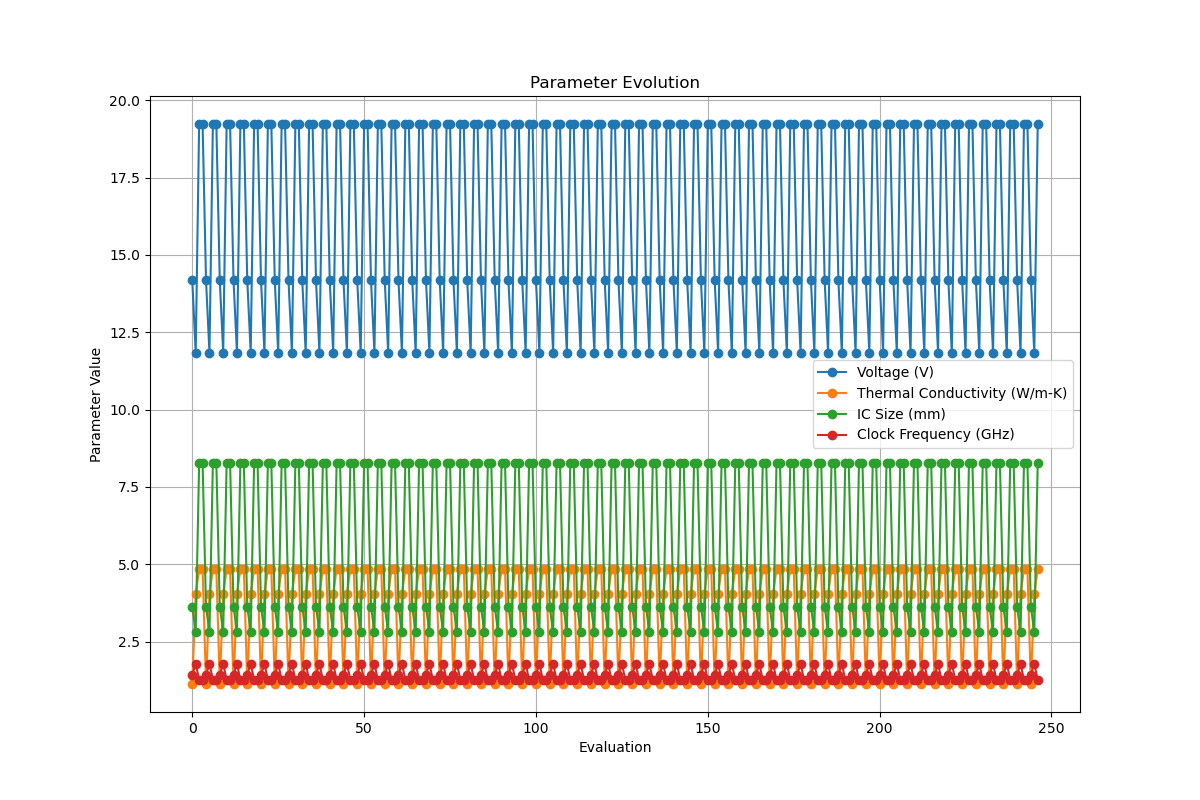 Parameter Evolution
20.0
17.5
15.0
12.5
10.0
7.5
5.0
2.5
Parameter Value
Voltage (V)
Thermal Conductivity (W/m-K)
IC Size (mm)
Clock Frequency (GHz)
0
50
100
150
200
250
Evaluation